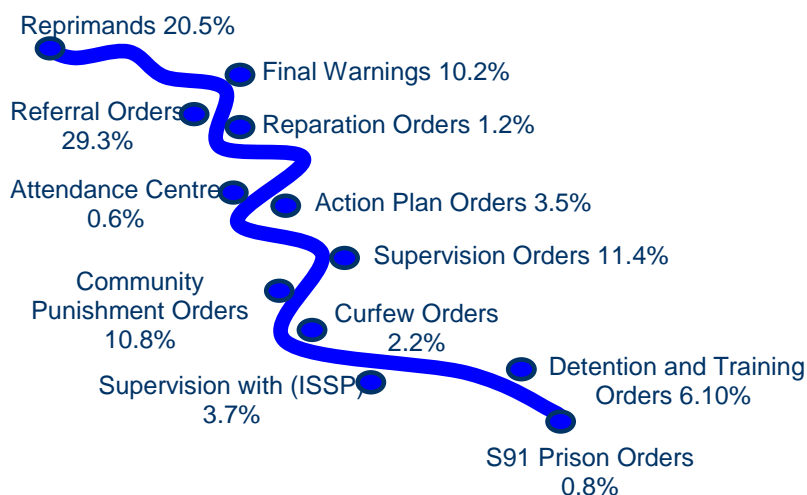 Reprimands 20.5%
Final Warnings 10.2%
Referral Orders
29.3%
Reparation Orders 1.2%
Attendance Centre
0.6%
Action Plan Orders 3.5%
Supervision Orders 11.4%
Community
Punishment Orders
10.8%
Curfew Orders
2.2%
Detention and Training
Orders 6.10%
Supervision with (ISSP)
3.7%
S91 Prison Orders
0.8%